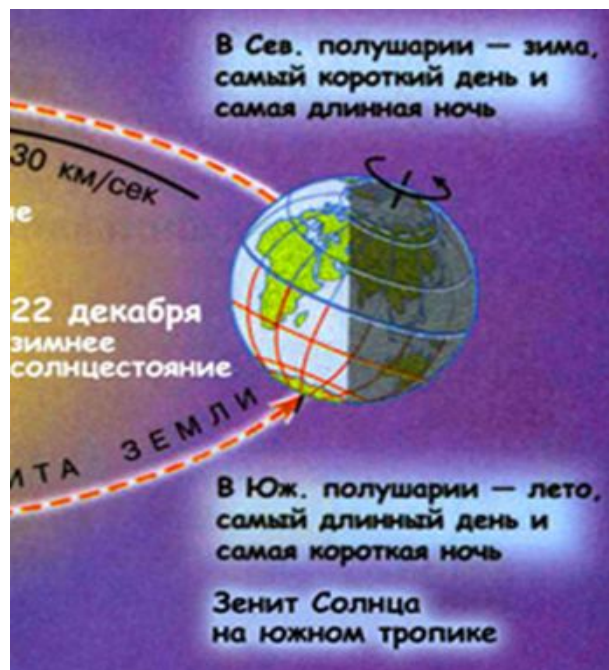 В Сев. полушарии — зима,
самый короткий день и
самая длинная ночь
30 км/сек
ие
22 декабря
зимнее
солнцестояние
ИТА ЗЕМЛИ
В Юж. полушарии — лето,
самый длинный день и
самая короткая ночь
Зенит Солнца
на южном тропике